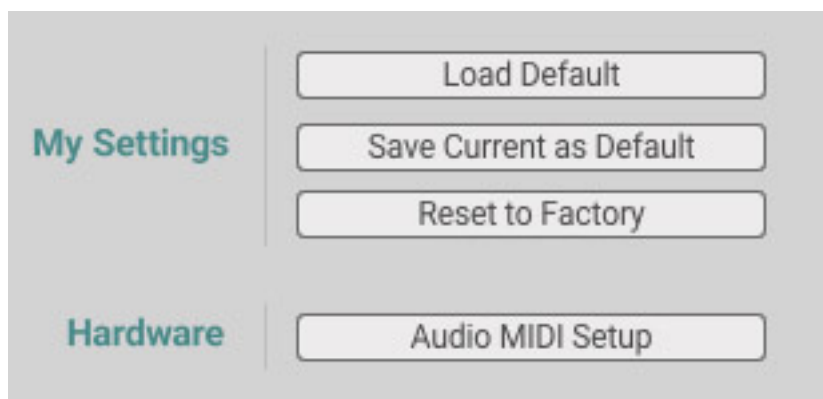 My Settings
Load Default
Save Current as Default
Reset to Factory
Hardware
Audio MIDI Setup